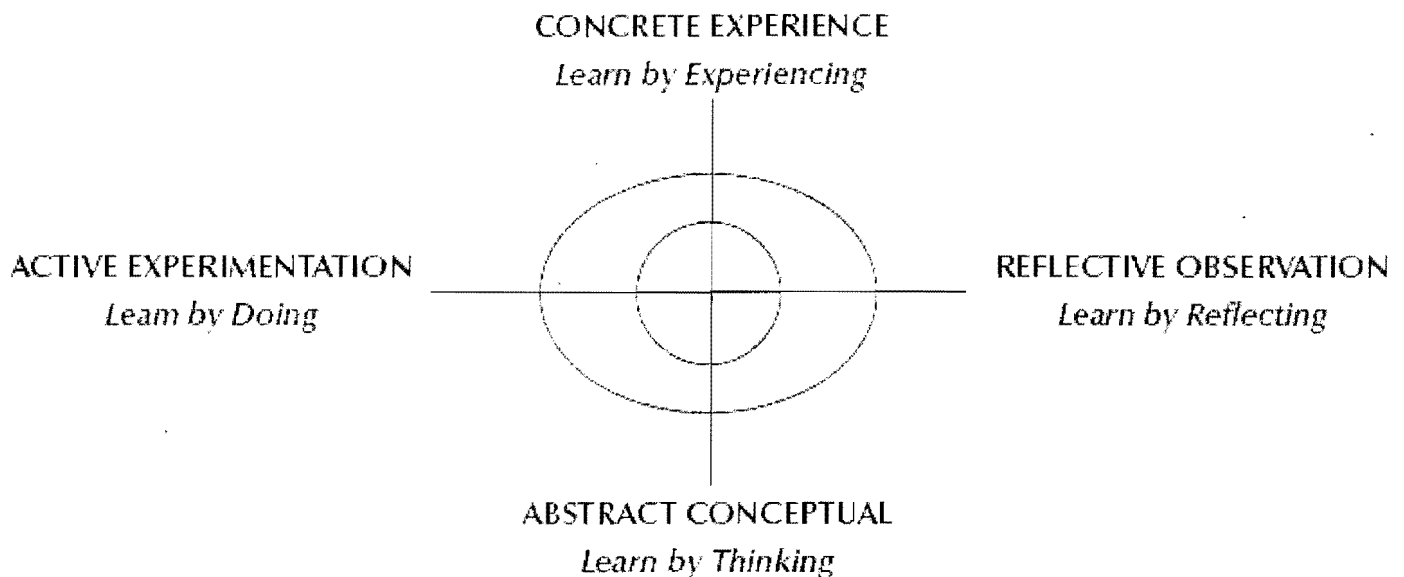 CONCRETE EXPERIENCE
Learn by Experiencing
ACTIVE EXPERIMENTATION
Learn by Doing
REFLECTIVE OBSERVATION
Learn by Reflecting
ABSTRACT CONCEPTUAL
Learn by Thinking